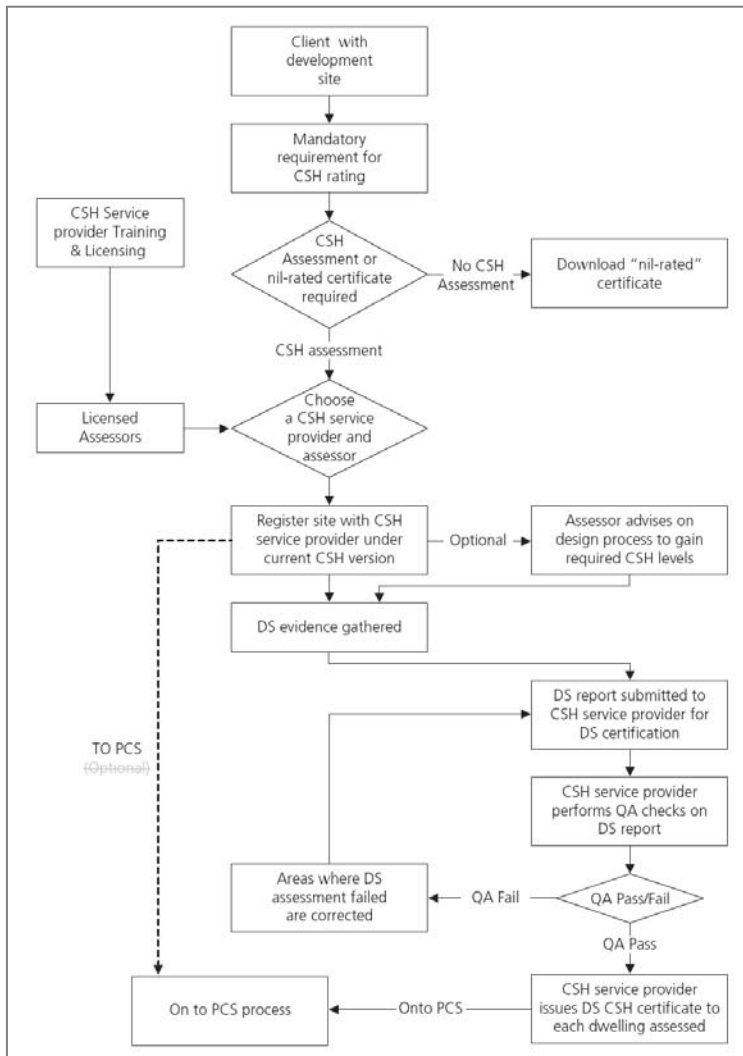 Client with
development
site
Mandatory
requirement for
CSH rating
CSH Service
provider Training
& Licensing
CSH
Assessment or
nil-rated certificate
required
No CSH
Assessment
Download “nil-rated”
certificate
CSH assessment
Licensed
Assessors
Choose
a CSH service
provider and
assessor
Register site with CSH
service provider under
current CSH version
Optional
Assessor advises on
design process to gain
required CSH levels
DS evidence gathered
DS report submitted to
CSH service provider for
DS certification
TO PCS
(Optional)
CSH service provider
performs QA checks on
DS report
Areas where DS
assessment failed
are corrected
QA Fail
QA Pass/Fail
QA Pass
On to PCS process
Onto PCS
CSH service provider
issues DS CSH certificate to
each dwelling assessed